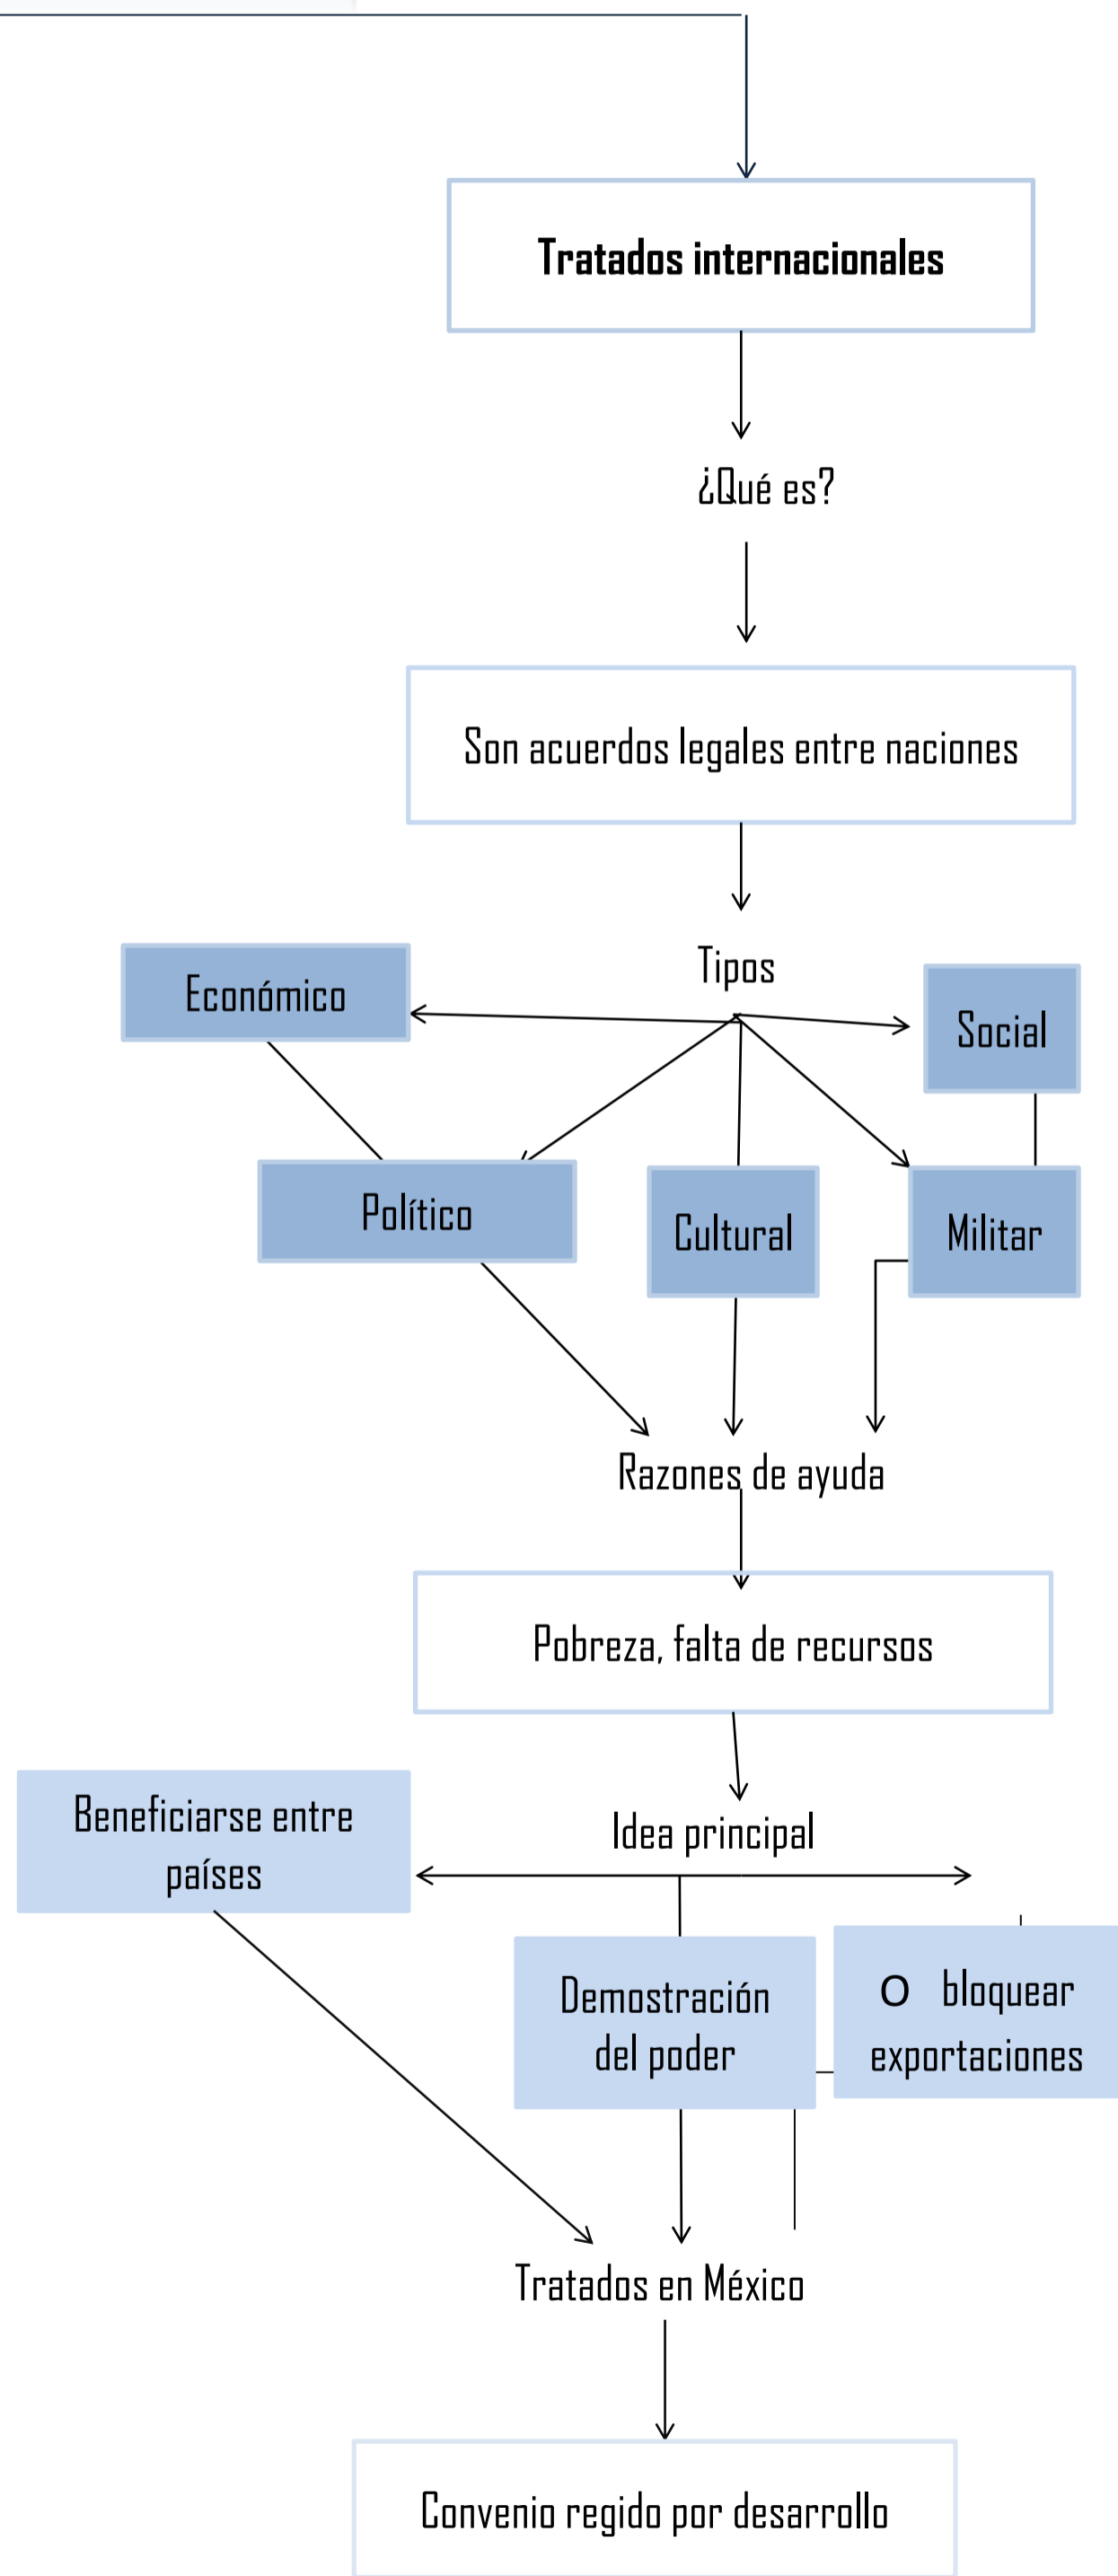 Tratados internacionales
¿Qué es?
Son acuerdos legales entre naciones
Tipos
Económico
Social
Político
Cultural
Militar
Razones de ayuda
Pobreza, falta de recursos
Idea principal
Beneficiarse entre
países
Demostración
del poder
O bloquear
exportaciones
Tratados en México
Convenio regido por desarrollo